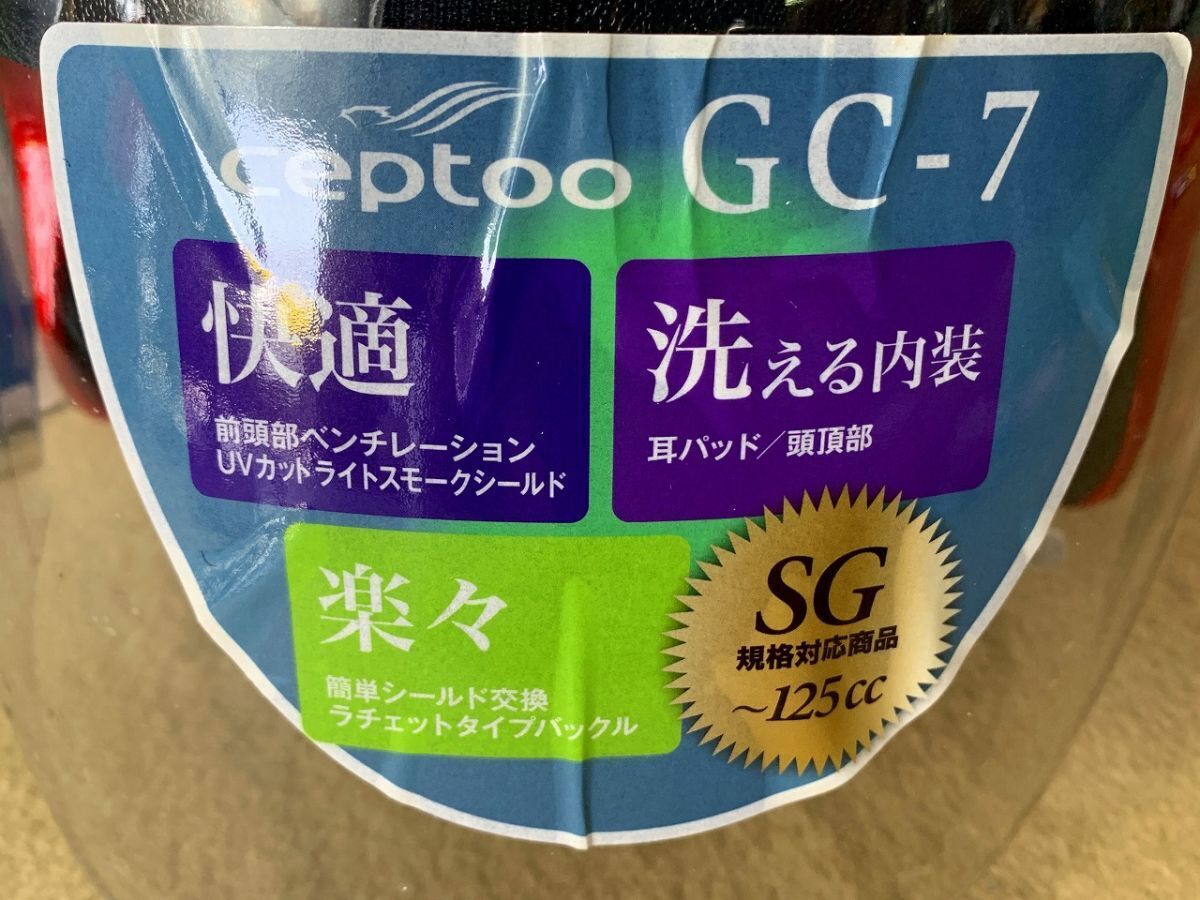 ceptoo GC-7
快適
前頭部ベンチレーション
UVカットライトスモークシールド
洗える内装
耳パッド／頭頂部
楽々
簡単シールド交換
ラチェットタイプバックル
SG
規格対応商品
～125cc